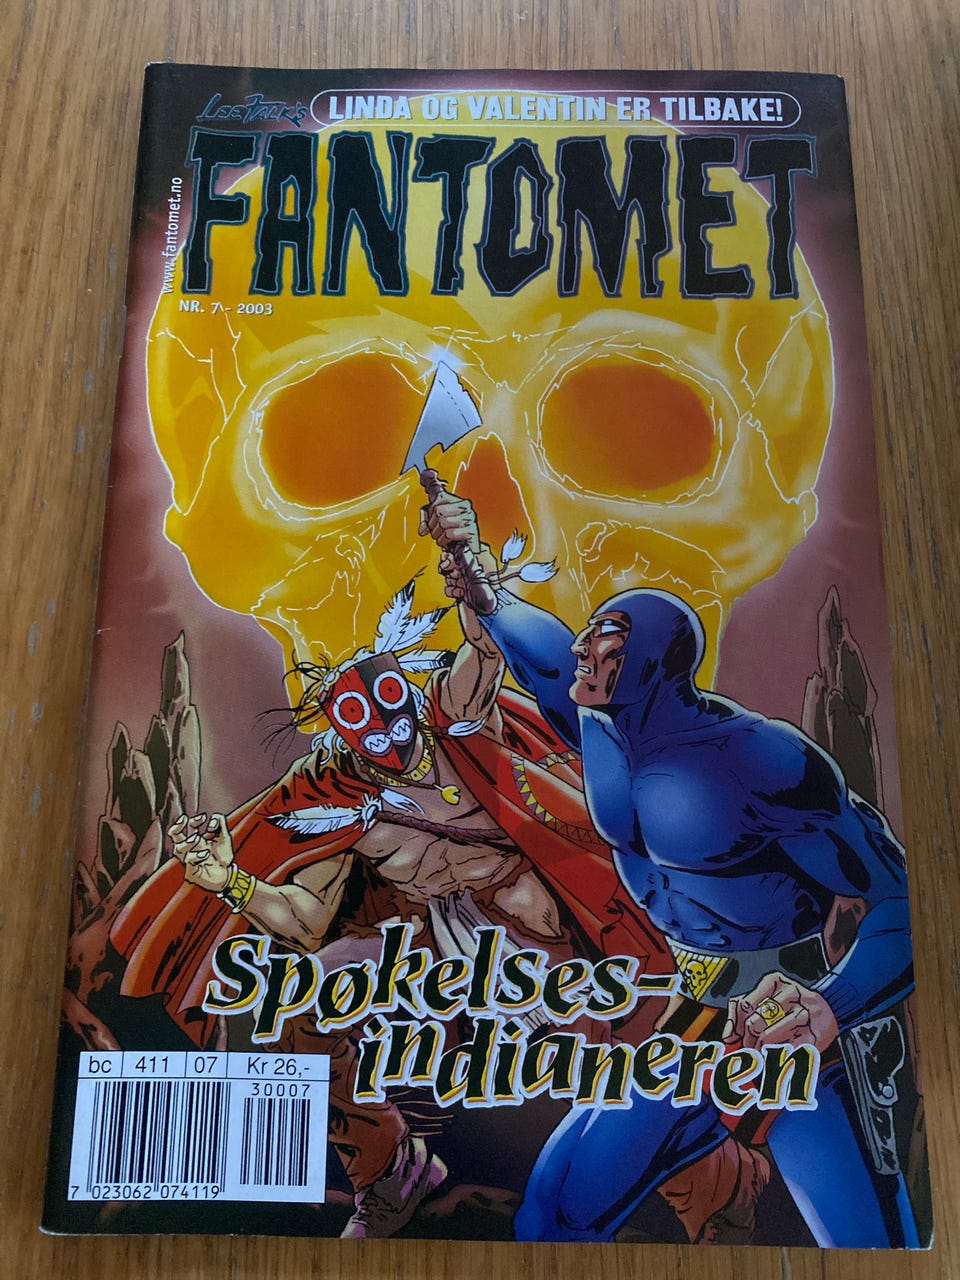 Lee Falk's
LINDA OG VALENTIN ER TILBAKE!
FANTOMET
www.fantomet.no
NR. 7 - 2003
Spøkelses-
indianeren
bc 411 07 Kr 26,-
30007
7 023062 074119